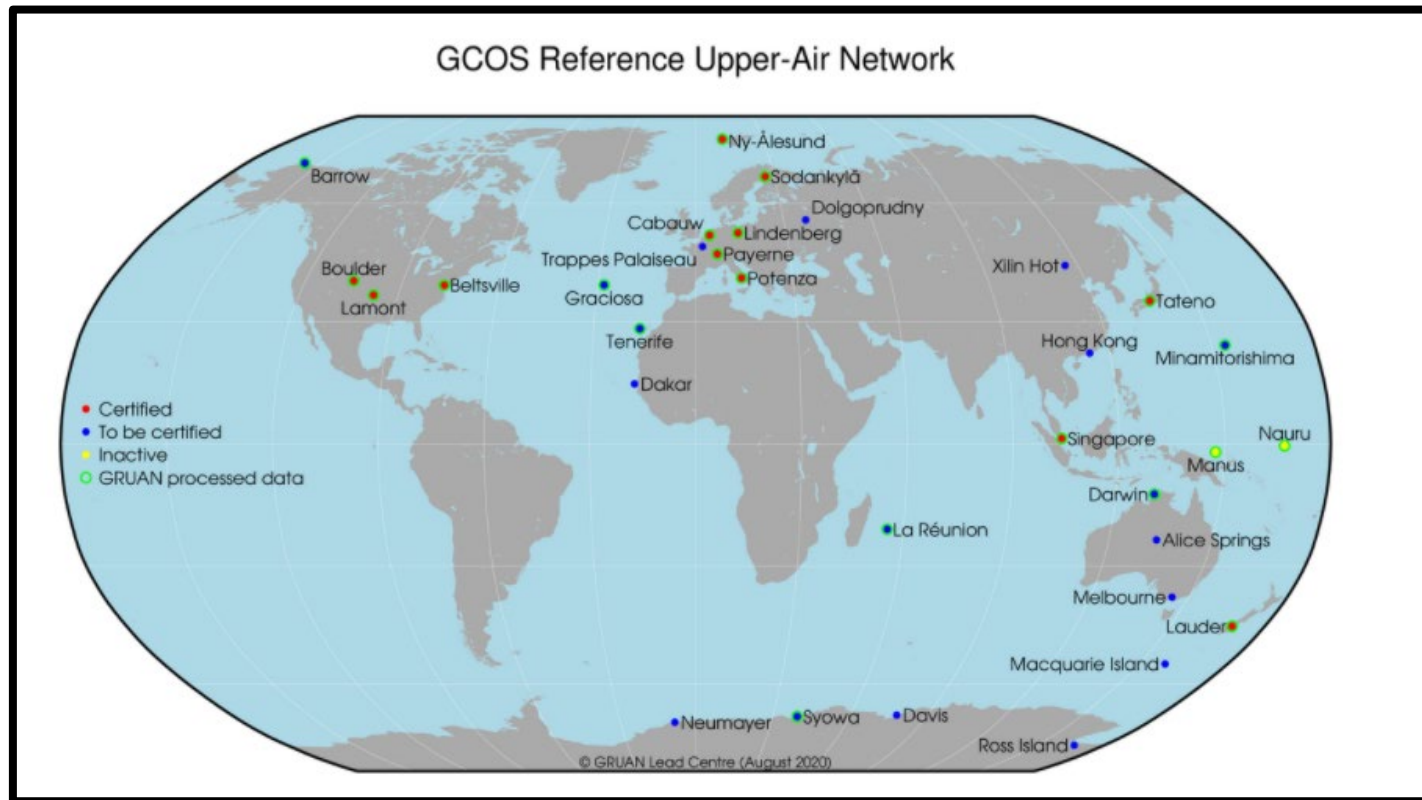 GCOS Reference Upper-Air Network
Ny-Ålesund
Barrow
Sodankylä
Dolgoprudny
Cabauw
Lindenberg
Trappes Palaiseau
Payerne
Xilin Hot
Boulder
Beltsville
Potenza
Graciosa
Lamont
Tateno
Tenerife
Hong Kong
Minamitorishima
Dakar
Certified
To be certified
Inactive
GRUAN processed data
Singapore
Nauru
Manus
Darwin
La Réunion
Alice Springs
Melbourne
Lauder
Macquarie Island
Neumayer
Syowa
Davis
Ross Island
© GRUAN Lead Centre (August 2020)